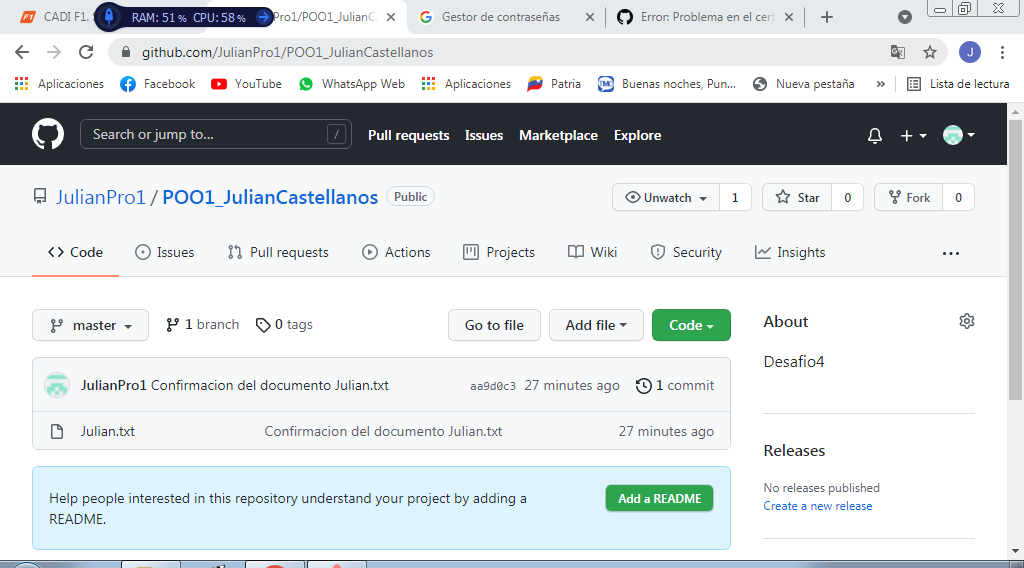 CADI F1. S
RAM: 51 % CPU: 58 %
Pro1/POO1_JulianCa
Gestor de contraseñas
Error: Problema en el cert
github.com/JulianPro1/POO1_JulianCastellanos
J
Aplicaciones
Facebook
YouTube
WhatsApp Web
Aplicaciones
Patria
Buenas noches, Pun...
Nueva pestaña
»
Lista de lectura
Search or jump to...
/
Pull requests
Issues
Marketplace
Explore
JulianPro1 / POO1_JulianCastellanos
Public
Unwatch 1
Star 0
Fork 0
Code
Issues
Pull requests
Actions
Projects
Wiki
Security
Insights
...
master
1 branch
0 tags
Go to file
Add file
Code
JulianPro1 Confirmacion del documento Julian.txt
aa9d0c3 27 minutes ago
1 commit
Julian.txt
Confirmacion del documento Julian.txt
27 minutes ago
Help people interested in this repository understand your project by adding a
README.
Add a README
About
Desafio4
Releases
No releases published
Create a new release